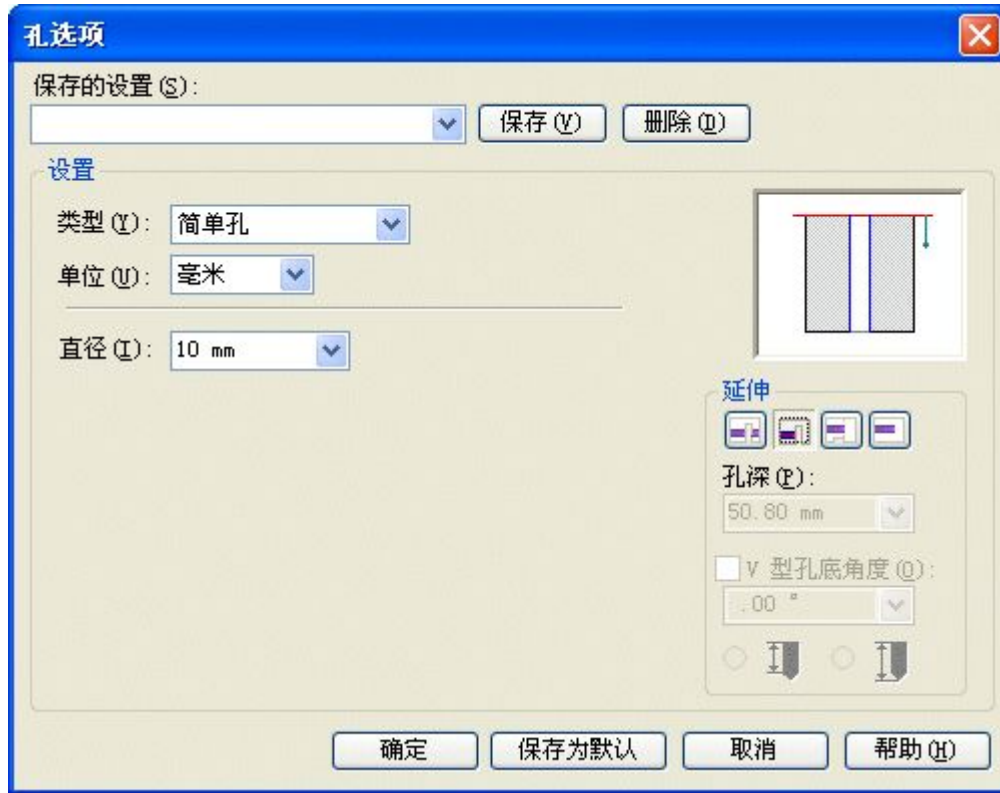 孔选项
保存的设置(S):
保存(V) 删除(D)
设置
类型(Y): 简单孔
单位(U): 毫米
直径(I): 10 mm
延伸
孔深(P):
50.80 mm
V 型孔底角度(O):
.00 °
确定 保存为默认 取消 帮助(H)